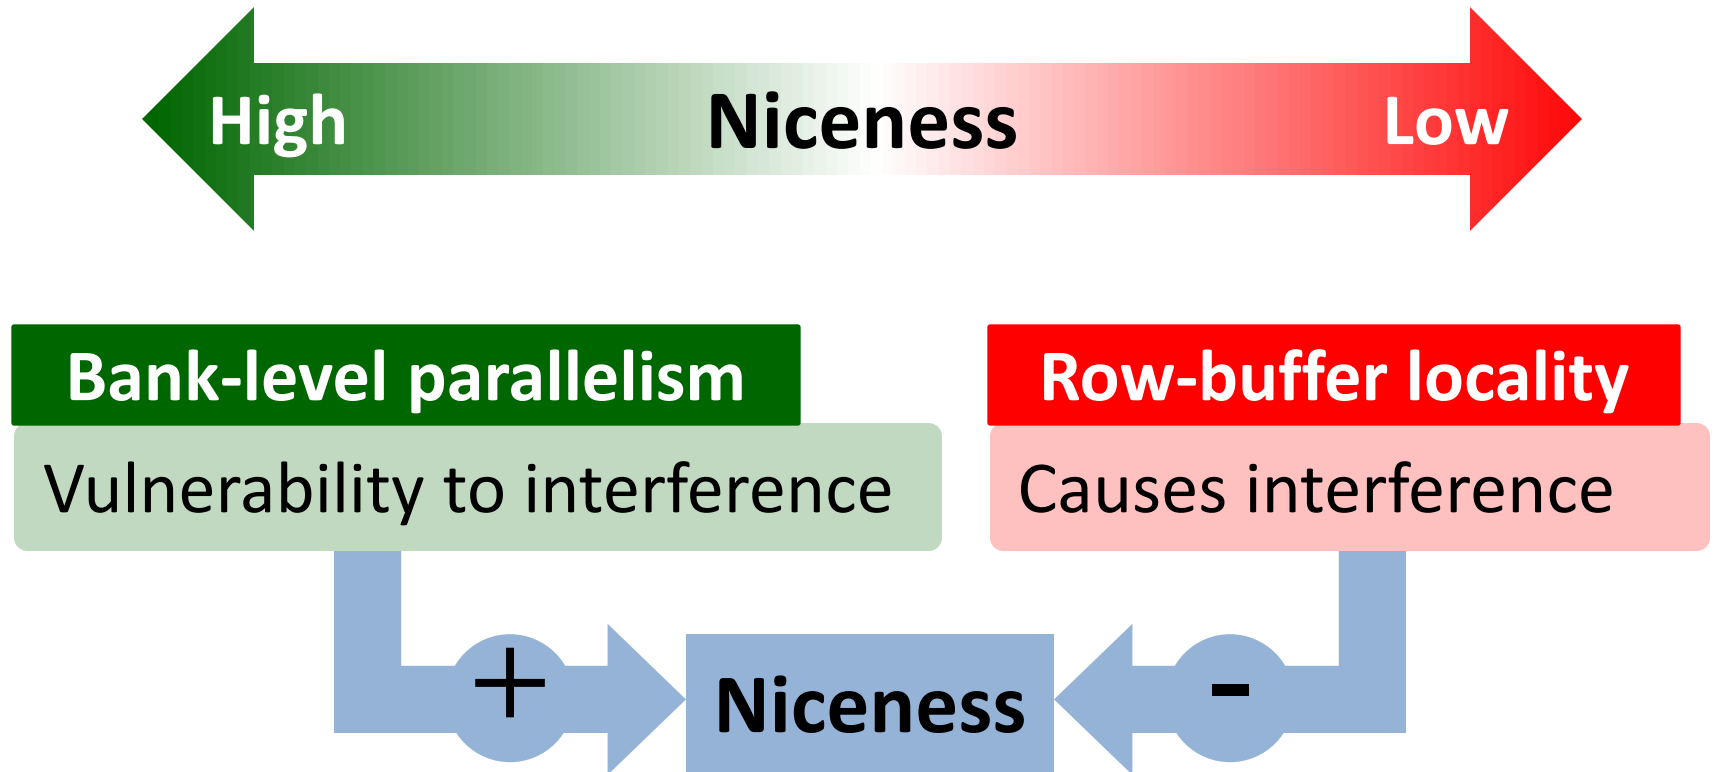 High Niceness Low
Bank-level parallelism
Vulnerability to interference
Row-buffer locality
Causes interference
+ Niceness -